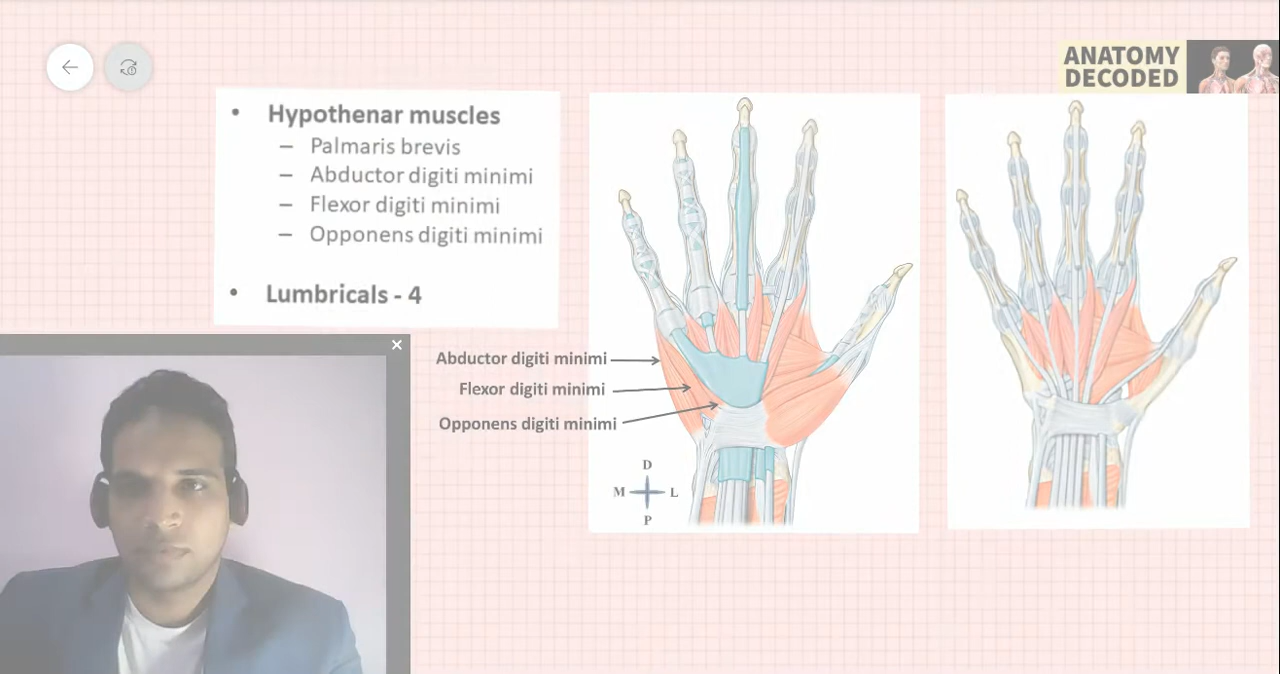 ANATOMY
DECODED
• Hypothenar muscles
– Palmaris brevis
– Abductor digiti minimi
– Flexor digiti minimi
– Opponens digiti minimi
• Lumbricals - 4
Abductor digiti minimi
Flexor digiti minimi
Opponens digiti minimi
D
M L
P